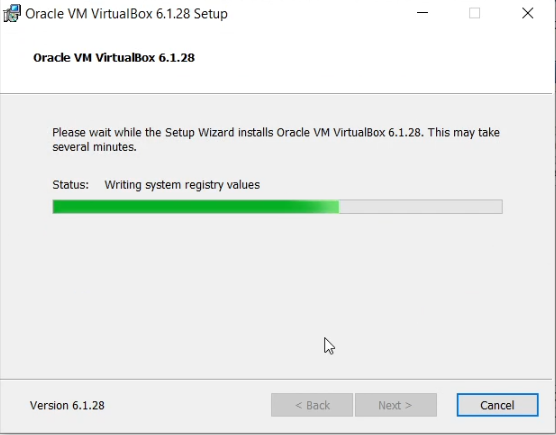 Oracle VM VirtualBox 6.1.28 Setup
Oracle VM VirtualBox 6.1.28
Please wait while the Setup Wizard installs Oracle VM VirtualBox 6.1.28. This may take
several minutes.
Status: Writing system registry values
Version 6.1.28 < Back Next > Cancel